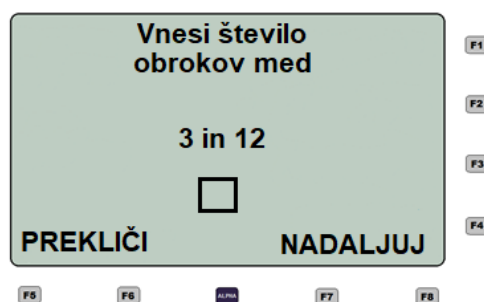 Vnesi število
obrokov med
3 in 12
PREKLIČI NADALJUJ
F1
F2
F3
F4
F5 F6 ALPHA F7 F8